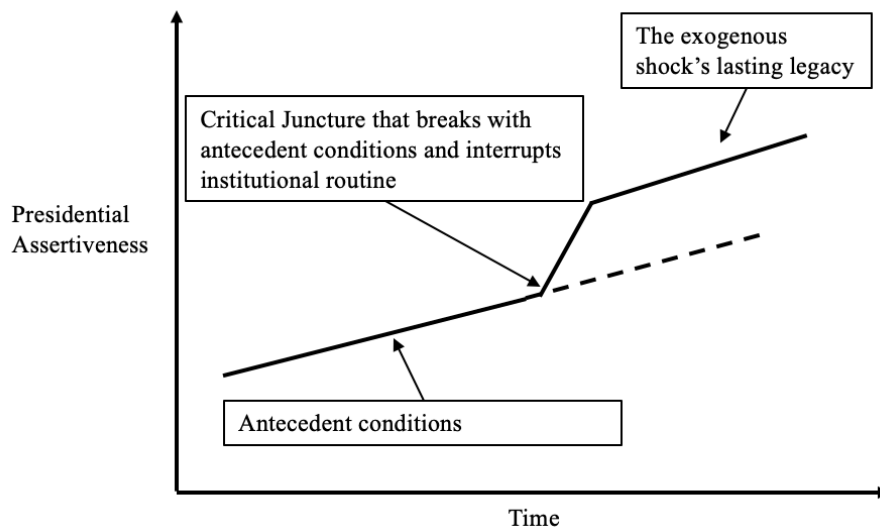 The exogenous
shock’s lasting legacy
Critical Juncture that breaks with
antecedent conditions and interrupts
institutional routine
Presidential
Assertiveness
Antecedent conditions
Time